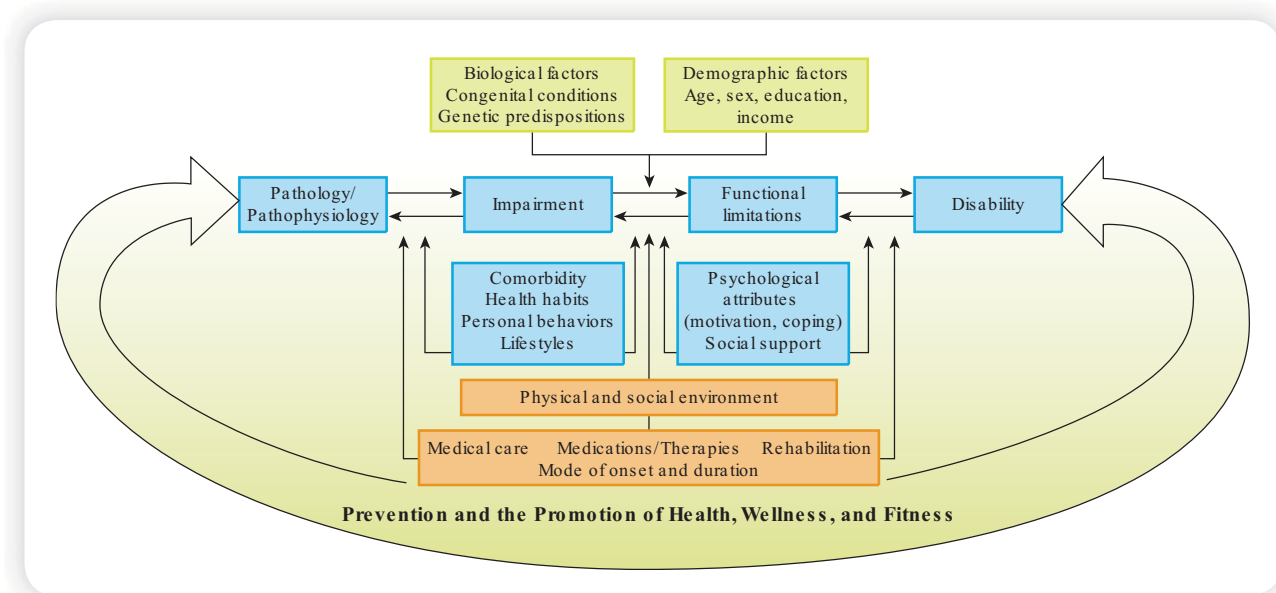 Biological factors
Congenital conditions
Genetic predispositions
Demographic factors
Age, sex, education,
income
Pathology/
Pathophysiology
Impairment
Functional
limitations
Disability
Comorbidity
Health habits
Personal behaviors
Lifestyles
Psychological
attributes
(motivation, coping)
Social support
Physical and social environment
Medical care Medications/Therapies Rehabilitation
Mode of onset and duration
Prevention and the Promotion of Health, Wellness, and Fitness